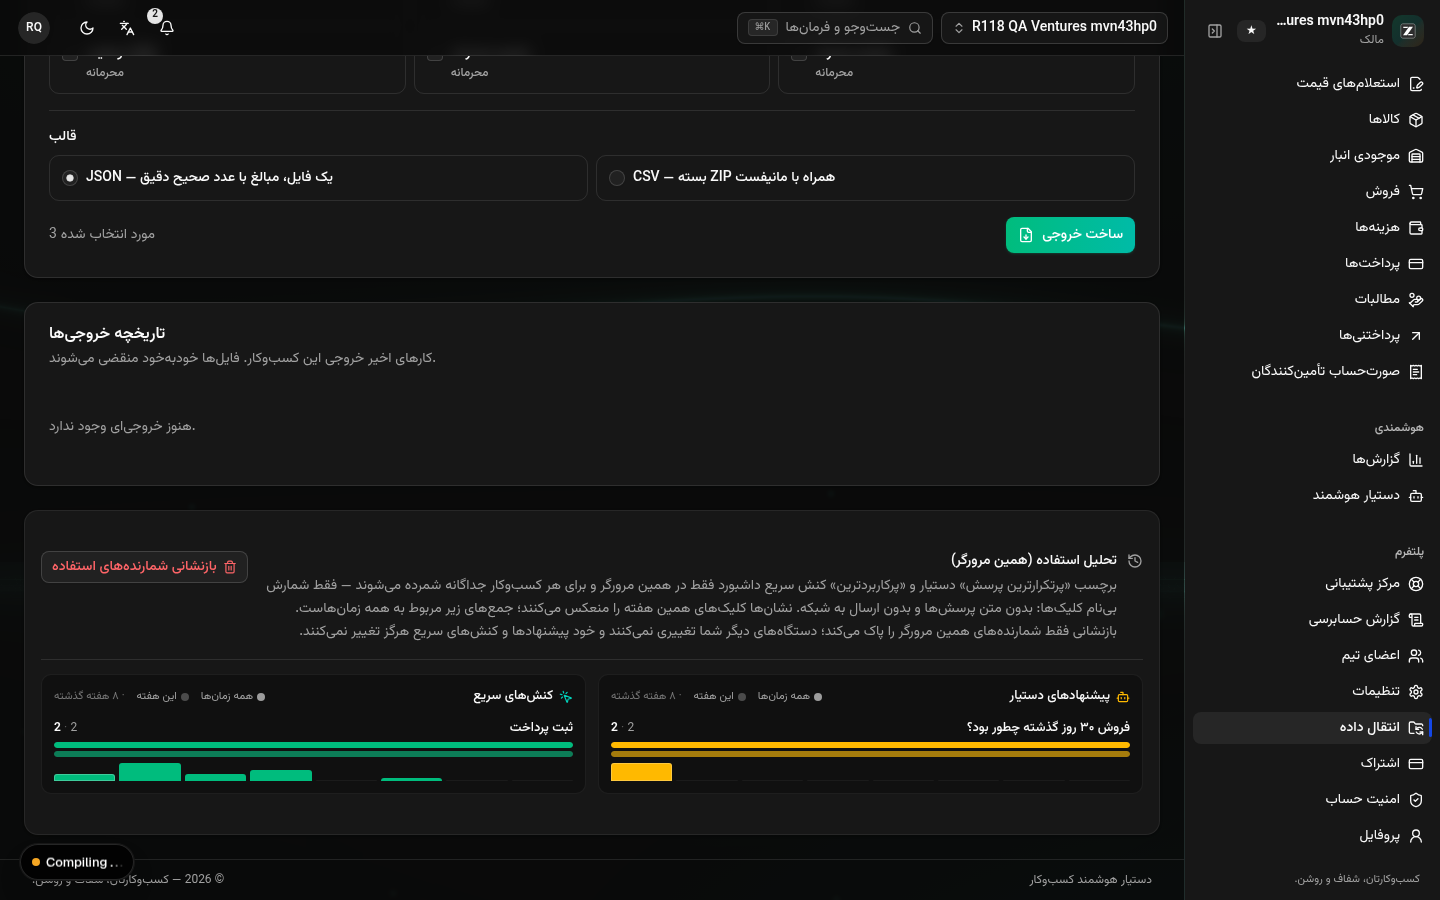 R118 QA Ventures mvn43hp0
جست‌وجو و فرمان‌ها
⌘K
2
RQ
...ures mvn43hp0
مالک
استعلام‌های قیمت
کالاها
موجودی انبار
فروش
هزینه‌ها
پرداخت‌ها
مطالبات
پرداختنی‌ها
صورت‌حساب تأمین‌کنندگان
هوشمندی
گزارش‌ها
دستیار هوشمند
پلتفرم
مرکز پشتیبانی
گزارش حسابرسی
اعضای تیم
تنظیمات
انتقال داده
اشتراک
امنیت حساب
پروفایل
کسب‌وکارتان، شفاف و روشن.
محرمانه
محرمانه
محرمانه
قالب
CSV — بسته ZIP همراه با مانیفست
JSON — یک فایل، مبالغ با عدد صحیح دقیق
ساخت خروجی
3 مورد انتخاب شده
تاریخچه خروجی‌ها
کارهای اخیر خروجی این کسب‌وکار. فایل‌ها خودبه‌خود منقضی می‌شوند.
هنوز خروجی‌ای وجود ندارد.
تحلیل استفاده (همین مرورگر)
بازنشانی شمارنده‌های استفاده
برچسب «پرتکرارترین پرسش» دستیار و «پرکاربردترین» کنش سریع داشبورد فقط در همین مرورگر و برای هر کسب‌وکار جداگانه شمرده می‌شوند — فقط شمارش
بی‌نام کلیک‌ها: بدون متن پرسش‌ها و بدون ارسال به شبکه. نشان‌ها کلیک‌های همین هفته را منعکس می‌کنند؛ جمع‌های زیر مربوط به همه زمان‌هاست.
بازنشانی فقط شمارنده‌های همین مرورگر را پاک می‌کند؛ دستگاه‌های دیگر شما تغییری نمی‌کنند و خود پیشنهادها و کنش‌های سریع هرگز تغییر نمی‌کنند.
پیشنهادهای دستیار
همه زمان‌ها
این هفته
· ۸ هفته گذشته
فروش ۳۰ روز گذشته چطور بود؟
2 · 2
کنش‌های سریع
همه زمان‌ها
این هفته
· ۸ هفته گذشته
ثبت پرداخت
2 · 2
Compiling ...
دستیار هوشمند کسب‌وکار
© 2026 — کسب‌وکارتان، شفاف و روشن.